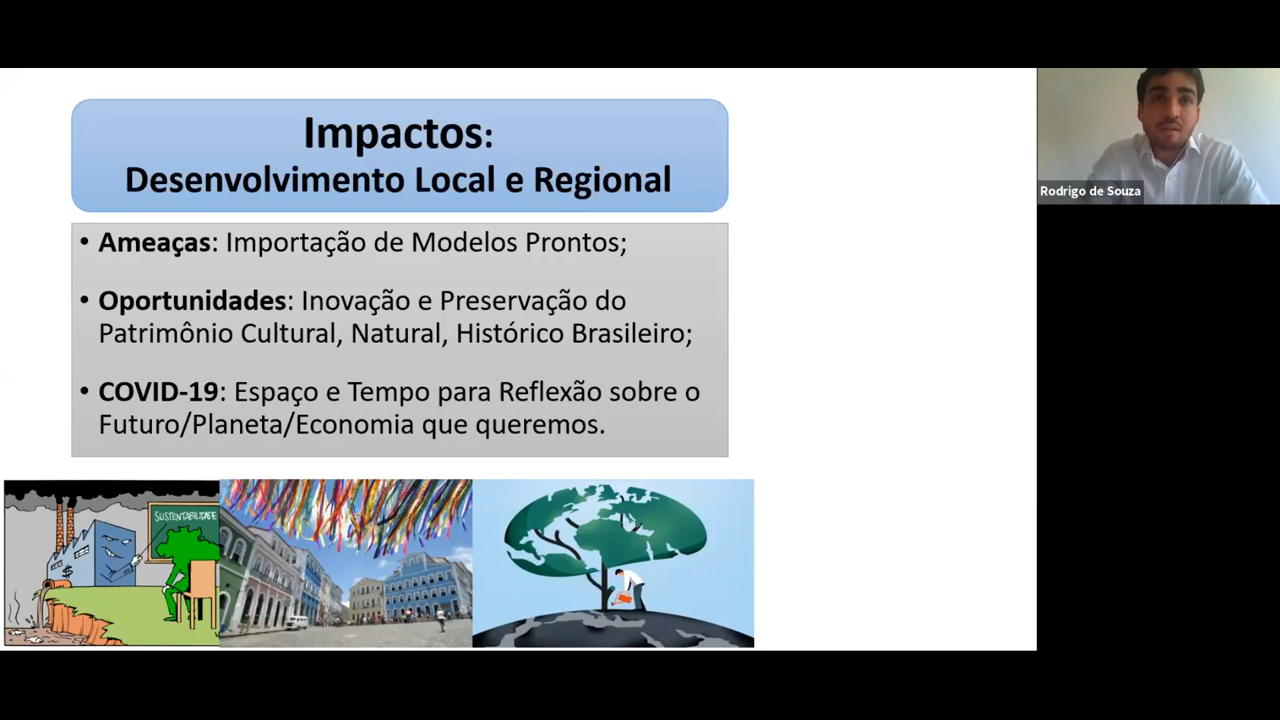 Impactos:
Desenvolvimento Local e Regional
• Ameaças: Importação de Modelos Prontos;
• Oportunidades: Inovação e Preservação do
Patrimônio Cultural, Natural, Histórico Brasileiro;
• COVID-19: Espaço e Tempo para Reflexão sobre o
Futuro/Planeta/Economia que queremos.
SUSTENTABILIDADE
$
Rodrigo de Souza